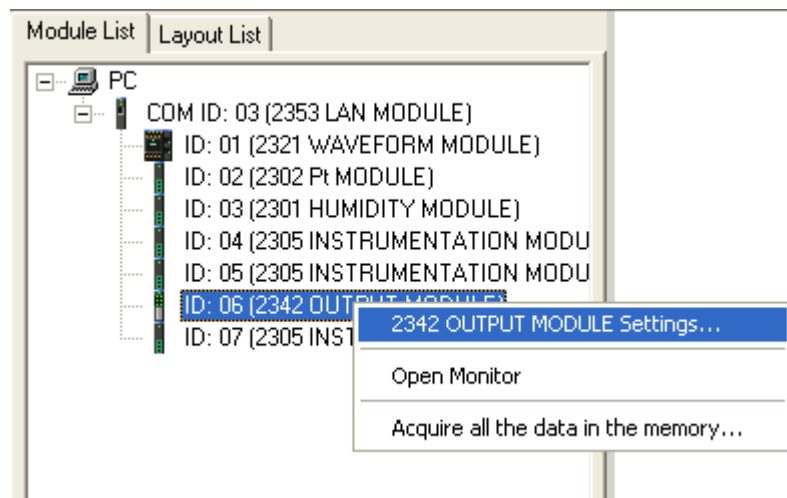 Module List Layout List
PC
COM ID: 03 (2353 LAN MODULE)
ID: 01 (2321 WAVEFORM MODULE)
ID: 02 (2302 Pt MODULE)
ID: 03 (2301 HUMIDITY MODULE)
ID: 04 (2305 INSTRUMENTATION MODU
ID: 05 (2305 INSTRUMENTATION MODU
ID: 06 (2342 OUTPUT MODULE)
2342 OUTPUT MODULE Settings...
ID: 07 (2305 INST
Open Monitor
Acquire all the data in the memory...